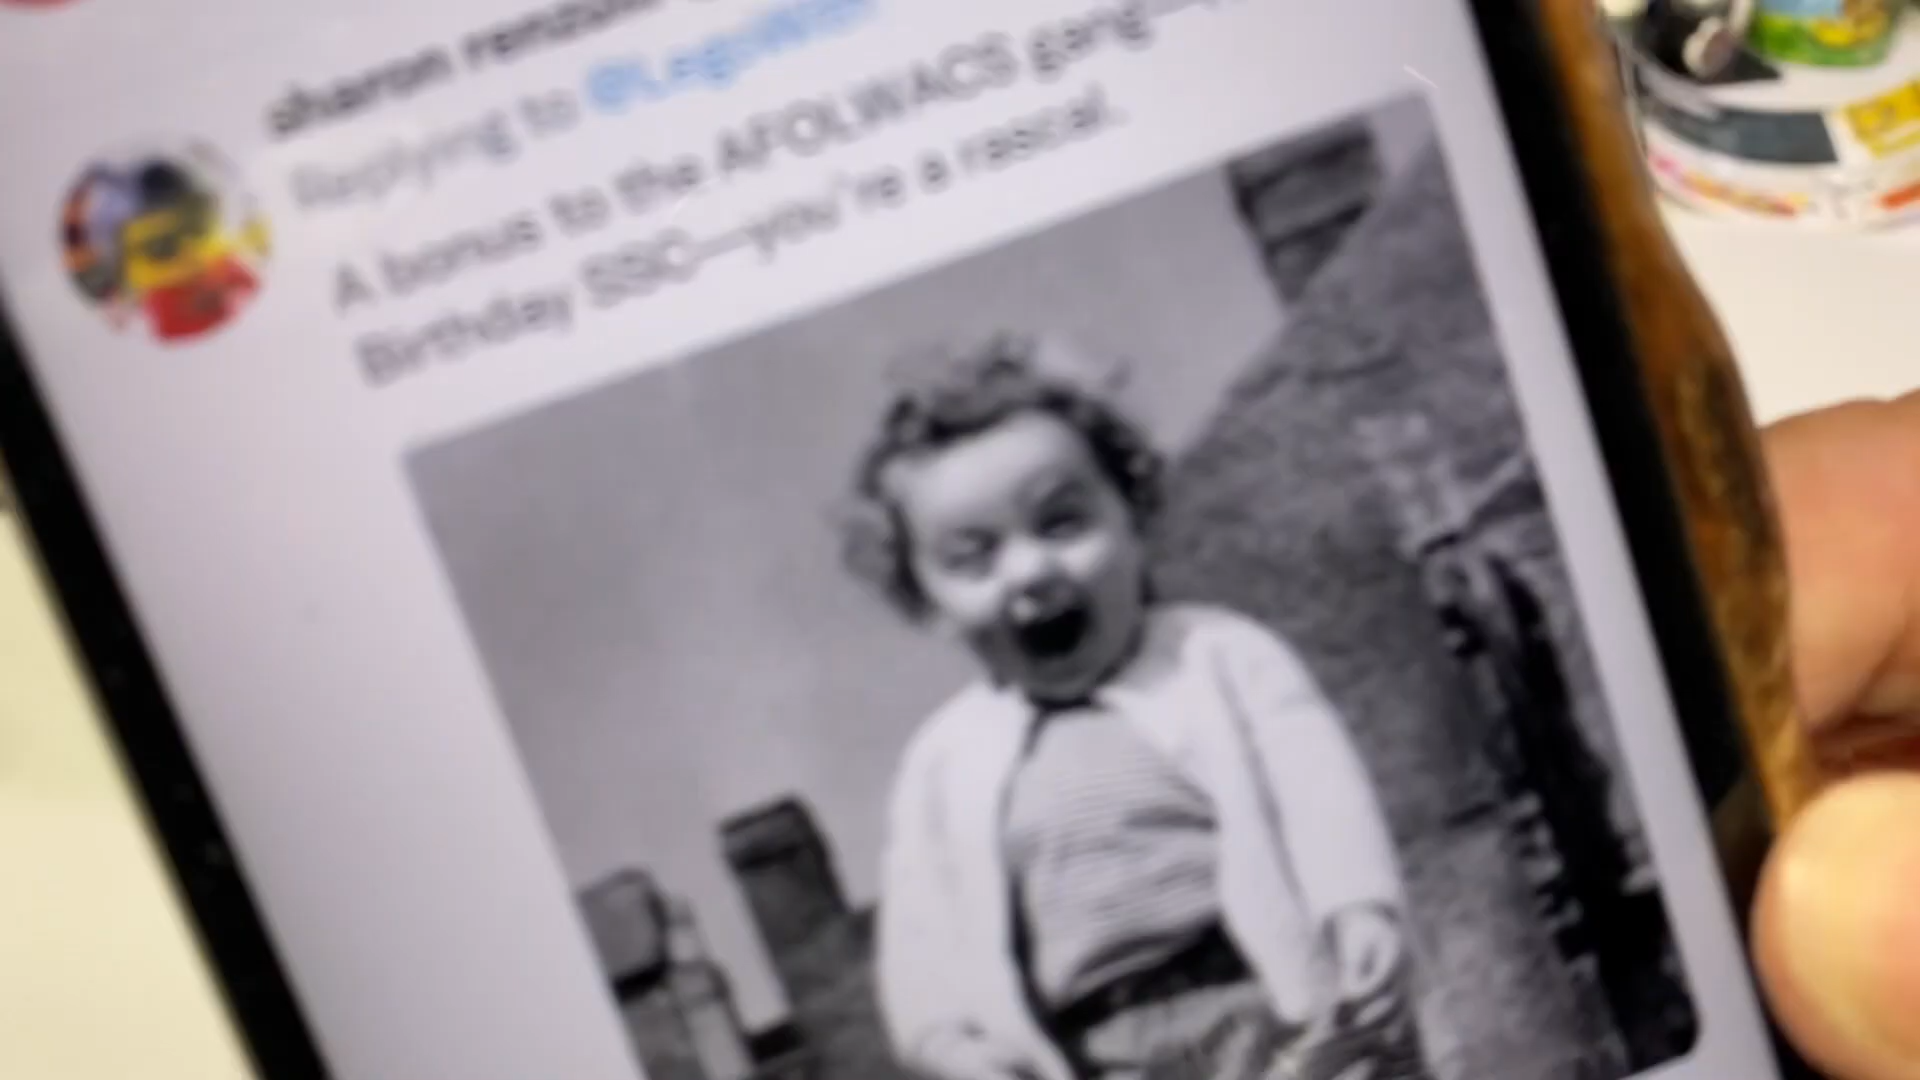 sharon
Replying to
A bonus to the AFOLWACS gang—
Birthday SSC—you're a rascal.